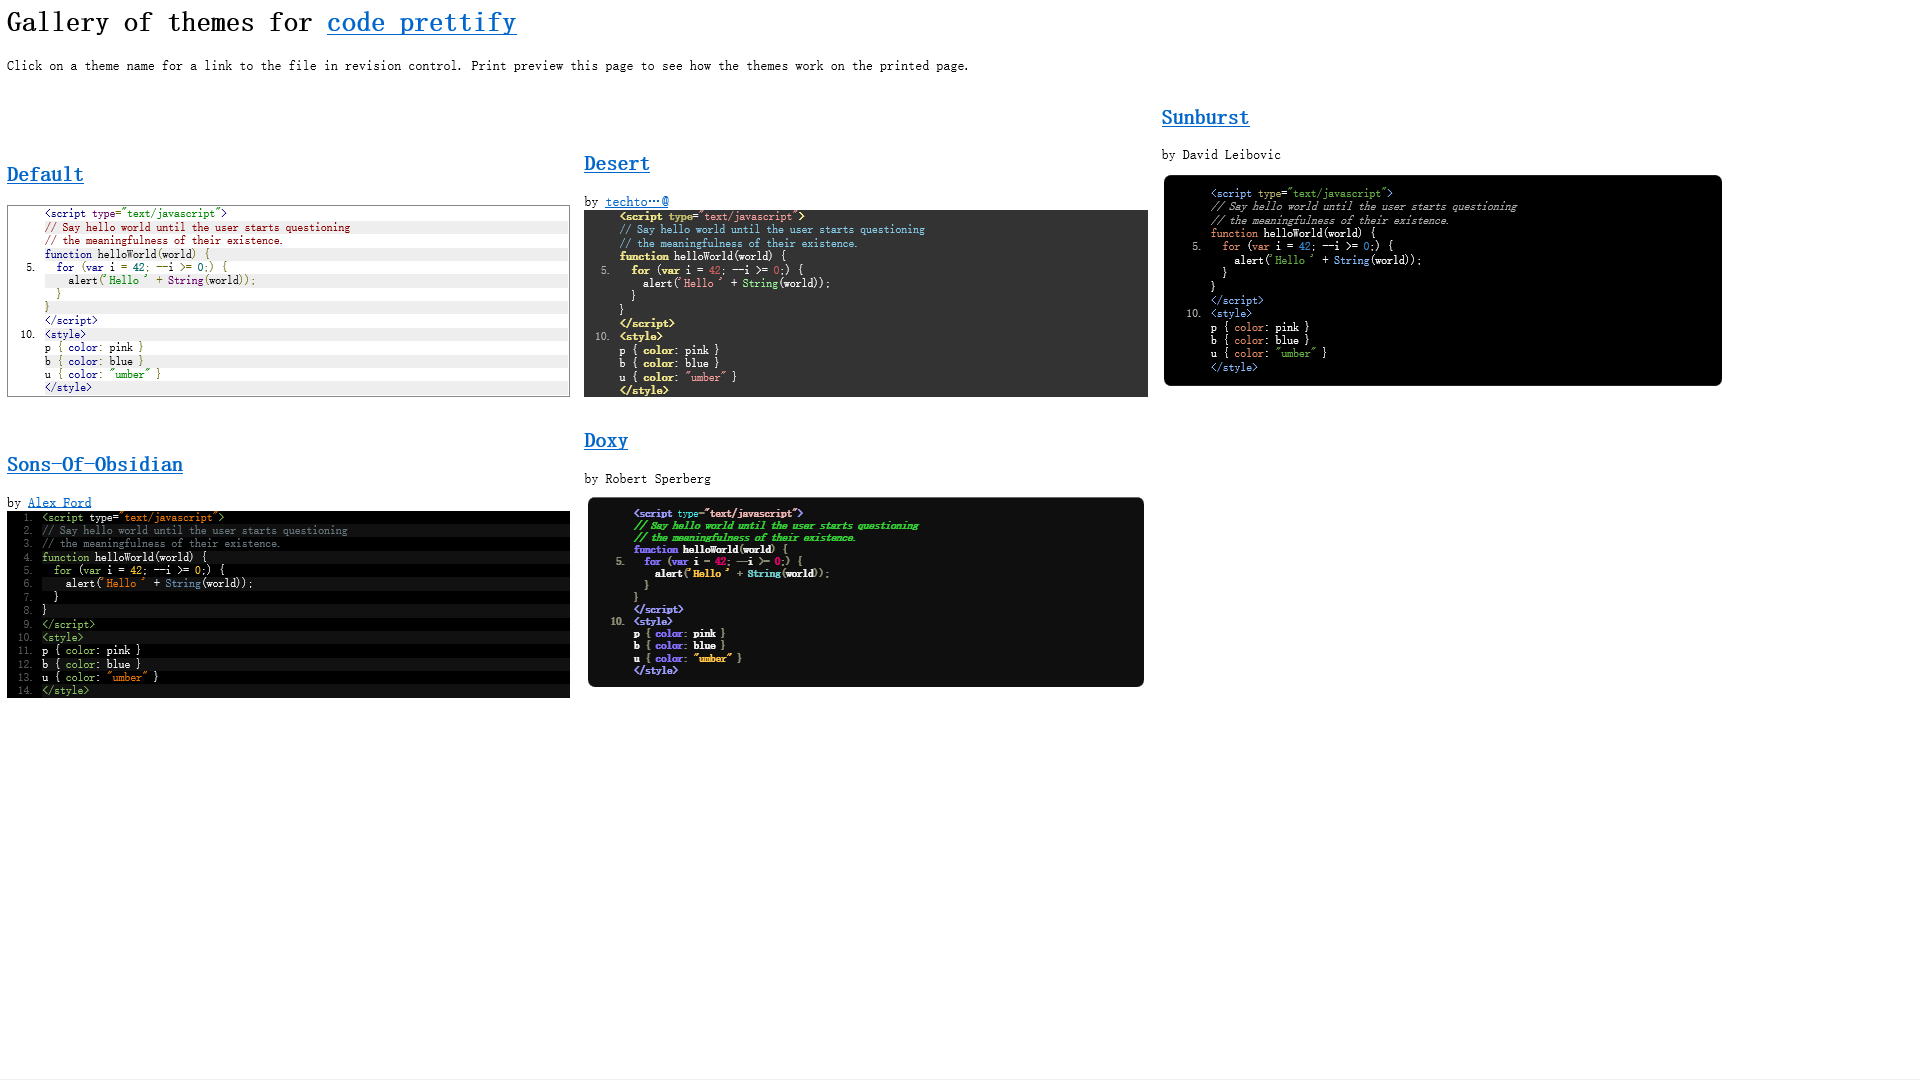 Gallery of themes for code prettify
Click on a theme name for a link to the file in revision control. Print preview this page to see how the themes work on the printed page.
Default
<script type="text/javascript">
// Say hello world until the user starts questioning
// the meaningfulness of their existence.
function helloWorld(world) {
5.   for (var i = 42; --i >= 0;) {
    alert('Hello ' + String(world));
  }
}
</script>
10. <style>
p { color: pink }
b { color: blue }
u { color: "umber" }
</style>
Desert
by techto…@
<script type="text/javascript">
// Say hello world until the user starts questioning
// the meaningfulness of their existence.
function helloWorld(world) {
5.   for (var i = 42; --i >= 0;) {
    alert('Hello ' + String(world));
  }
}
</script>
10. <style>
p { color: pink }
b { color: blue }
u { color: "umber" }
</style>
Sunburst
by David Leibovic
<script type="text/javascript">
// Say hello world until the user starts questioning
// the meaningfulness of their existence.
function helloWorld(world) {
5.   for (var i = 42; --i >= 0;) {
    alert('Hello ' + String(world));
  }
}
</script>
10. <style>
p { color: pink }
b { color: blue }
u { color: "umber" }
</style>
Sons-Of-Obsidian
by Alex Ford
1. <script type="text/javascript">
2. // Say hello world until the user starts questioning
3. // the meaningfulness of their existence.
4. function helloWorld(world) {
5.   for (var i = 42; --i >= 0;) {
6.     alert('Hello ' + String(world));
7.   }
8. }
9. </script>
10. <style>
11. p { color: pink }
12. b { color: blue }
13. u { color: "umber" }
14. </style>
Doxy
by Robert Sperberg
<script type="text/javascript">
// Say hello world until the user starts questioning
// the meaningfulness of their existence.
function helloWorld(world) {
5.   for (var i = 42; --i >= 0;) {
    alert('Hello ' + String(world));
  }
}
</script>
10. <style>
p { color: pink }
b { color: blue }
u { color: "umber" }
</style>